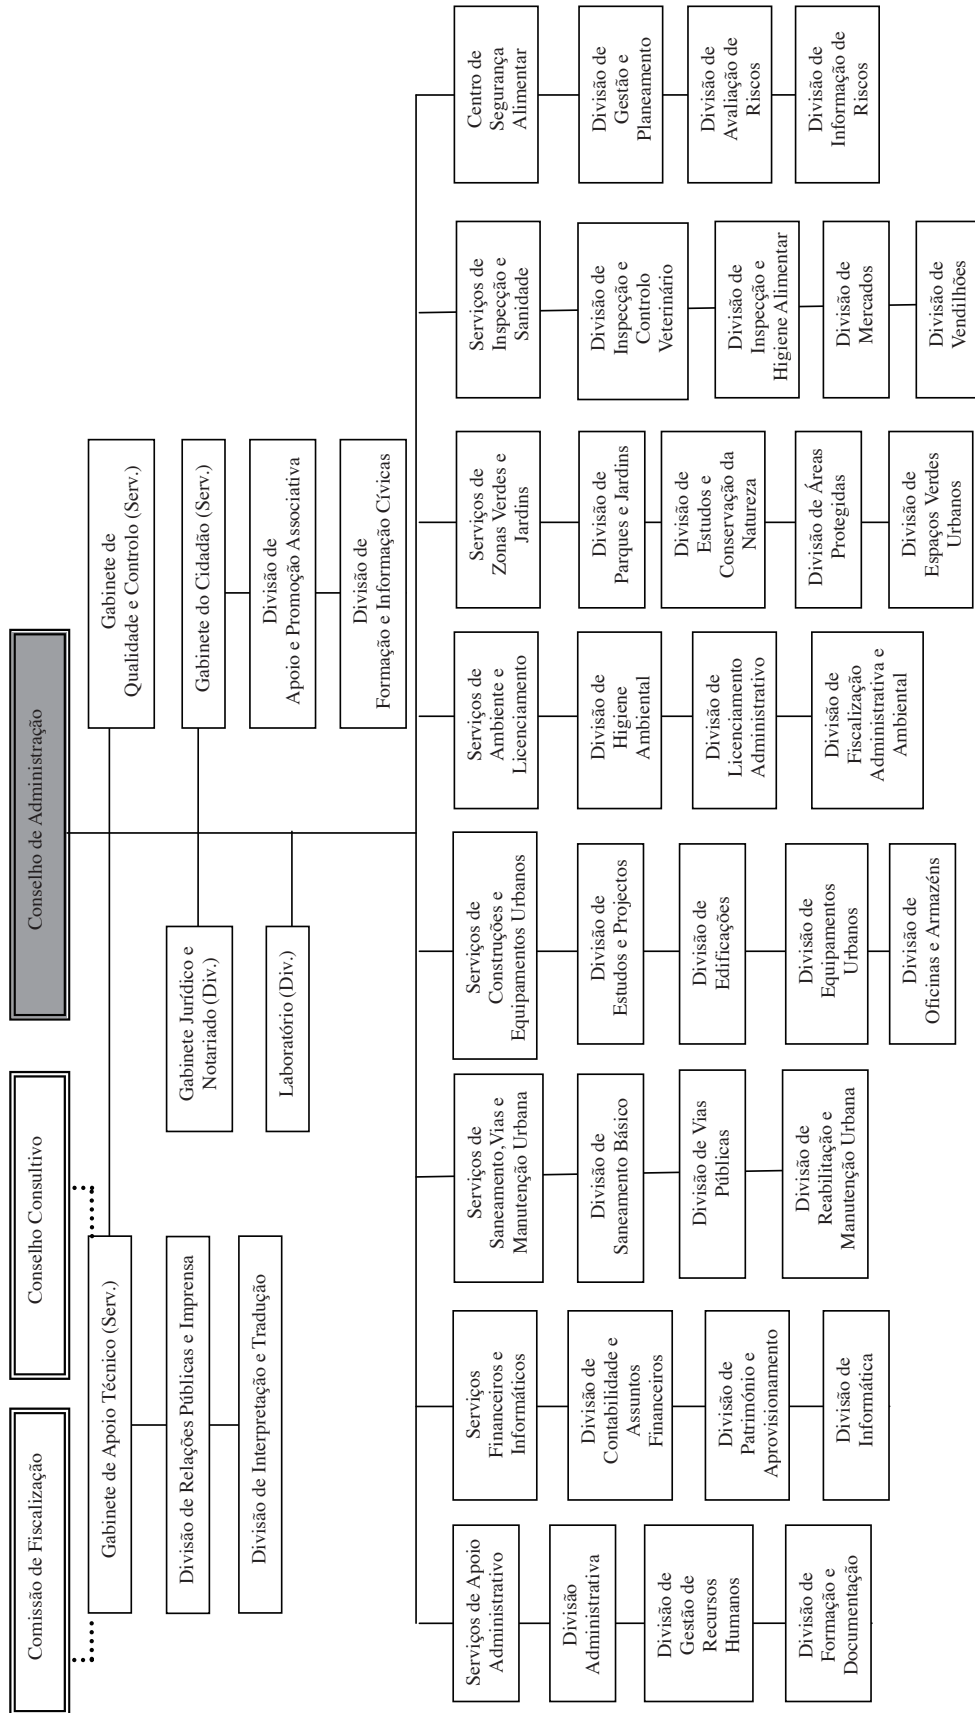 Comissão de Fiscalização
Conselho Consultivo
Conselho de Administração
Gabinete de Apoio Técnico (Serv.)
Divisão de Relações Públicas e Imprensa
Divisão de Interpretação e Tradução
Gabinete de
Qualidade e Controlo (Serv.)
Gabinete Jurídico e
Notariado (Div.)
Gabinete do Cidadão (Serv.)
Divisão de
Apoio e Promoção Associativa
Divisão de
Formação e Informação Cívicas
Laboratório (Div.)
Serviços de Apoio
Administrativo
Divisão
Administrativa
Divisão de
Gestão de
Recursos
Humanos
Divisão de
Formação e
Documentação
Serviços
Financeiros e
Informáticos
Divisão de
Contabilidade e
Assuntos
Financeiros
Divisão de
Património e
Aprovisionamento
Divisão de
Informática
Serviços de
Saneamento,Vias e
Manutenção Urbana
Divisão de
Saneamento Básico
Divisão de Vias
Públicas
Divisão de
Reabilitação e
Manutenção Urbana
Serviços de
Construções e
Equipamentos Urbanos
Divisão de
Estudos e Projectos
Divisão de
Edificações
Divisão de
Equipamentos
Urbanos
Divisão de
Oficinas e Armazéns
Serviços de
Ambiente e
Licenciamento
Divisão de
Higiene
Ambiental
Divisão de
Licenciamento
Administrativo
Divisão de
Fiscalização
Administrativa e
Ambiental
Serviços de
Zonas Verdes e
Jardins
Divisão de
Parques e Jardins
Divisão de
Estudos e
Conservação da
Natureza
Divisão de Áreas
Protegidas
Divisão de
Espaços Verdes
Urbanos
Serviços de
Inspecção e
Sanidade
Divisão de
Inspecção e
Controlo
Veterinário
Divisão de
Inspecção e
Higiene Alimentar
Divisão de
Mercados
Divisão de
Vendilhões
Centro de
Segurança
Alimentar
Divisão de
Gestão e
Planeamento
Divisão de
Avaliação de
Riscos
Divisão de
Informação de
Riscos